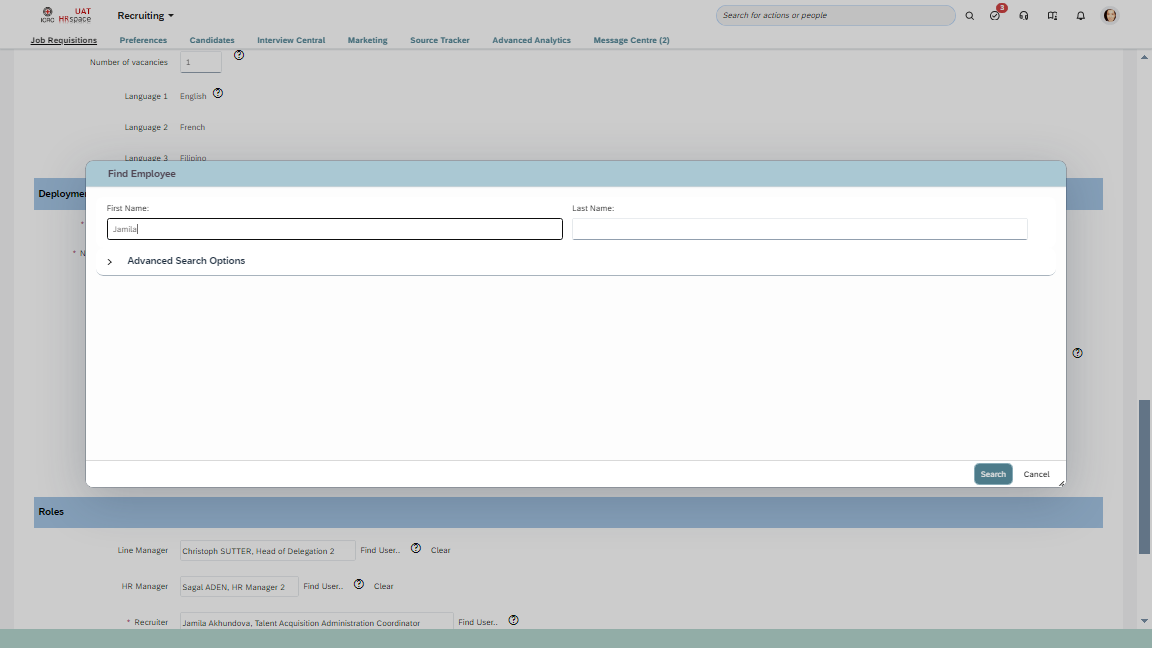 UAT
ICRC HRspace
Recruiting
Search for actions or people
3
Job Requisitions Preferences Candidates Interview Central Marketing Source Tracker Advanced Analytics Message Centre (2)
Number of vacancies 1
Language 1 English
Language 2 French
Language 3 Filipino
Find Employee
Deployme
First Name: Last Name:
Jamila
* N
Advanced Search Options
Search Cancel
Roles
Line Manager Christoph SUTTER, Head of Delegation 2 Find User.. Clear
HR Manager Sagal ADEN, HR Manager 2 Find User.. Clear
* Recruiter Jamila Akhundova, Talent Acquisition Administration Coordinator Find User..